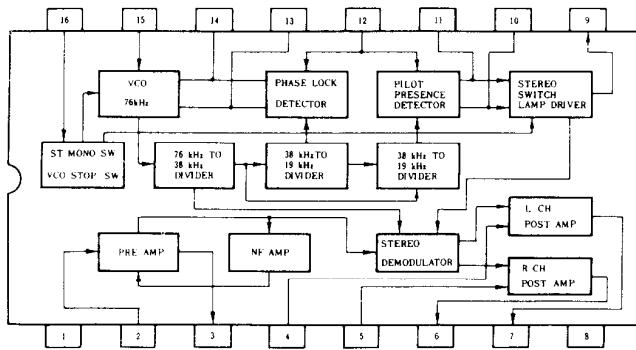 16 15 14 13 12 11 10 9
VCO
76kHz
PHASE LOCK
DETECTOR
PILOT
PRESENCE
DETECTOR
STEREO
SWITCH
LAMP DRIVER
ST MONO SW
VCO STOP SW
76 kHz TO
38 kHz
DIVIDER
38 kHzTO
19 kHz
DIVIDER
38 kHz TO
19 kHz
DIVIDER
PRE AMP
NF AMP
STEREO
DEMODULATOR
L CH
POST AMP
R CH
POST AMP
1 2 3 4 5 6 7 8